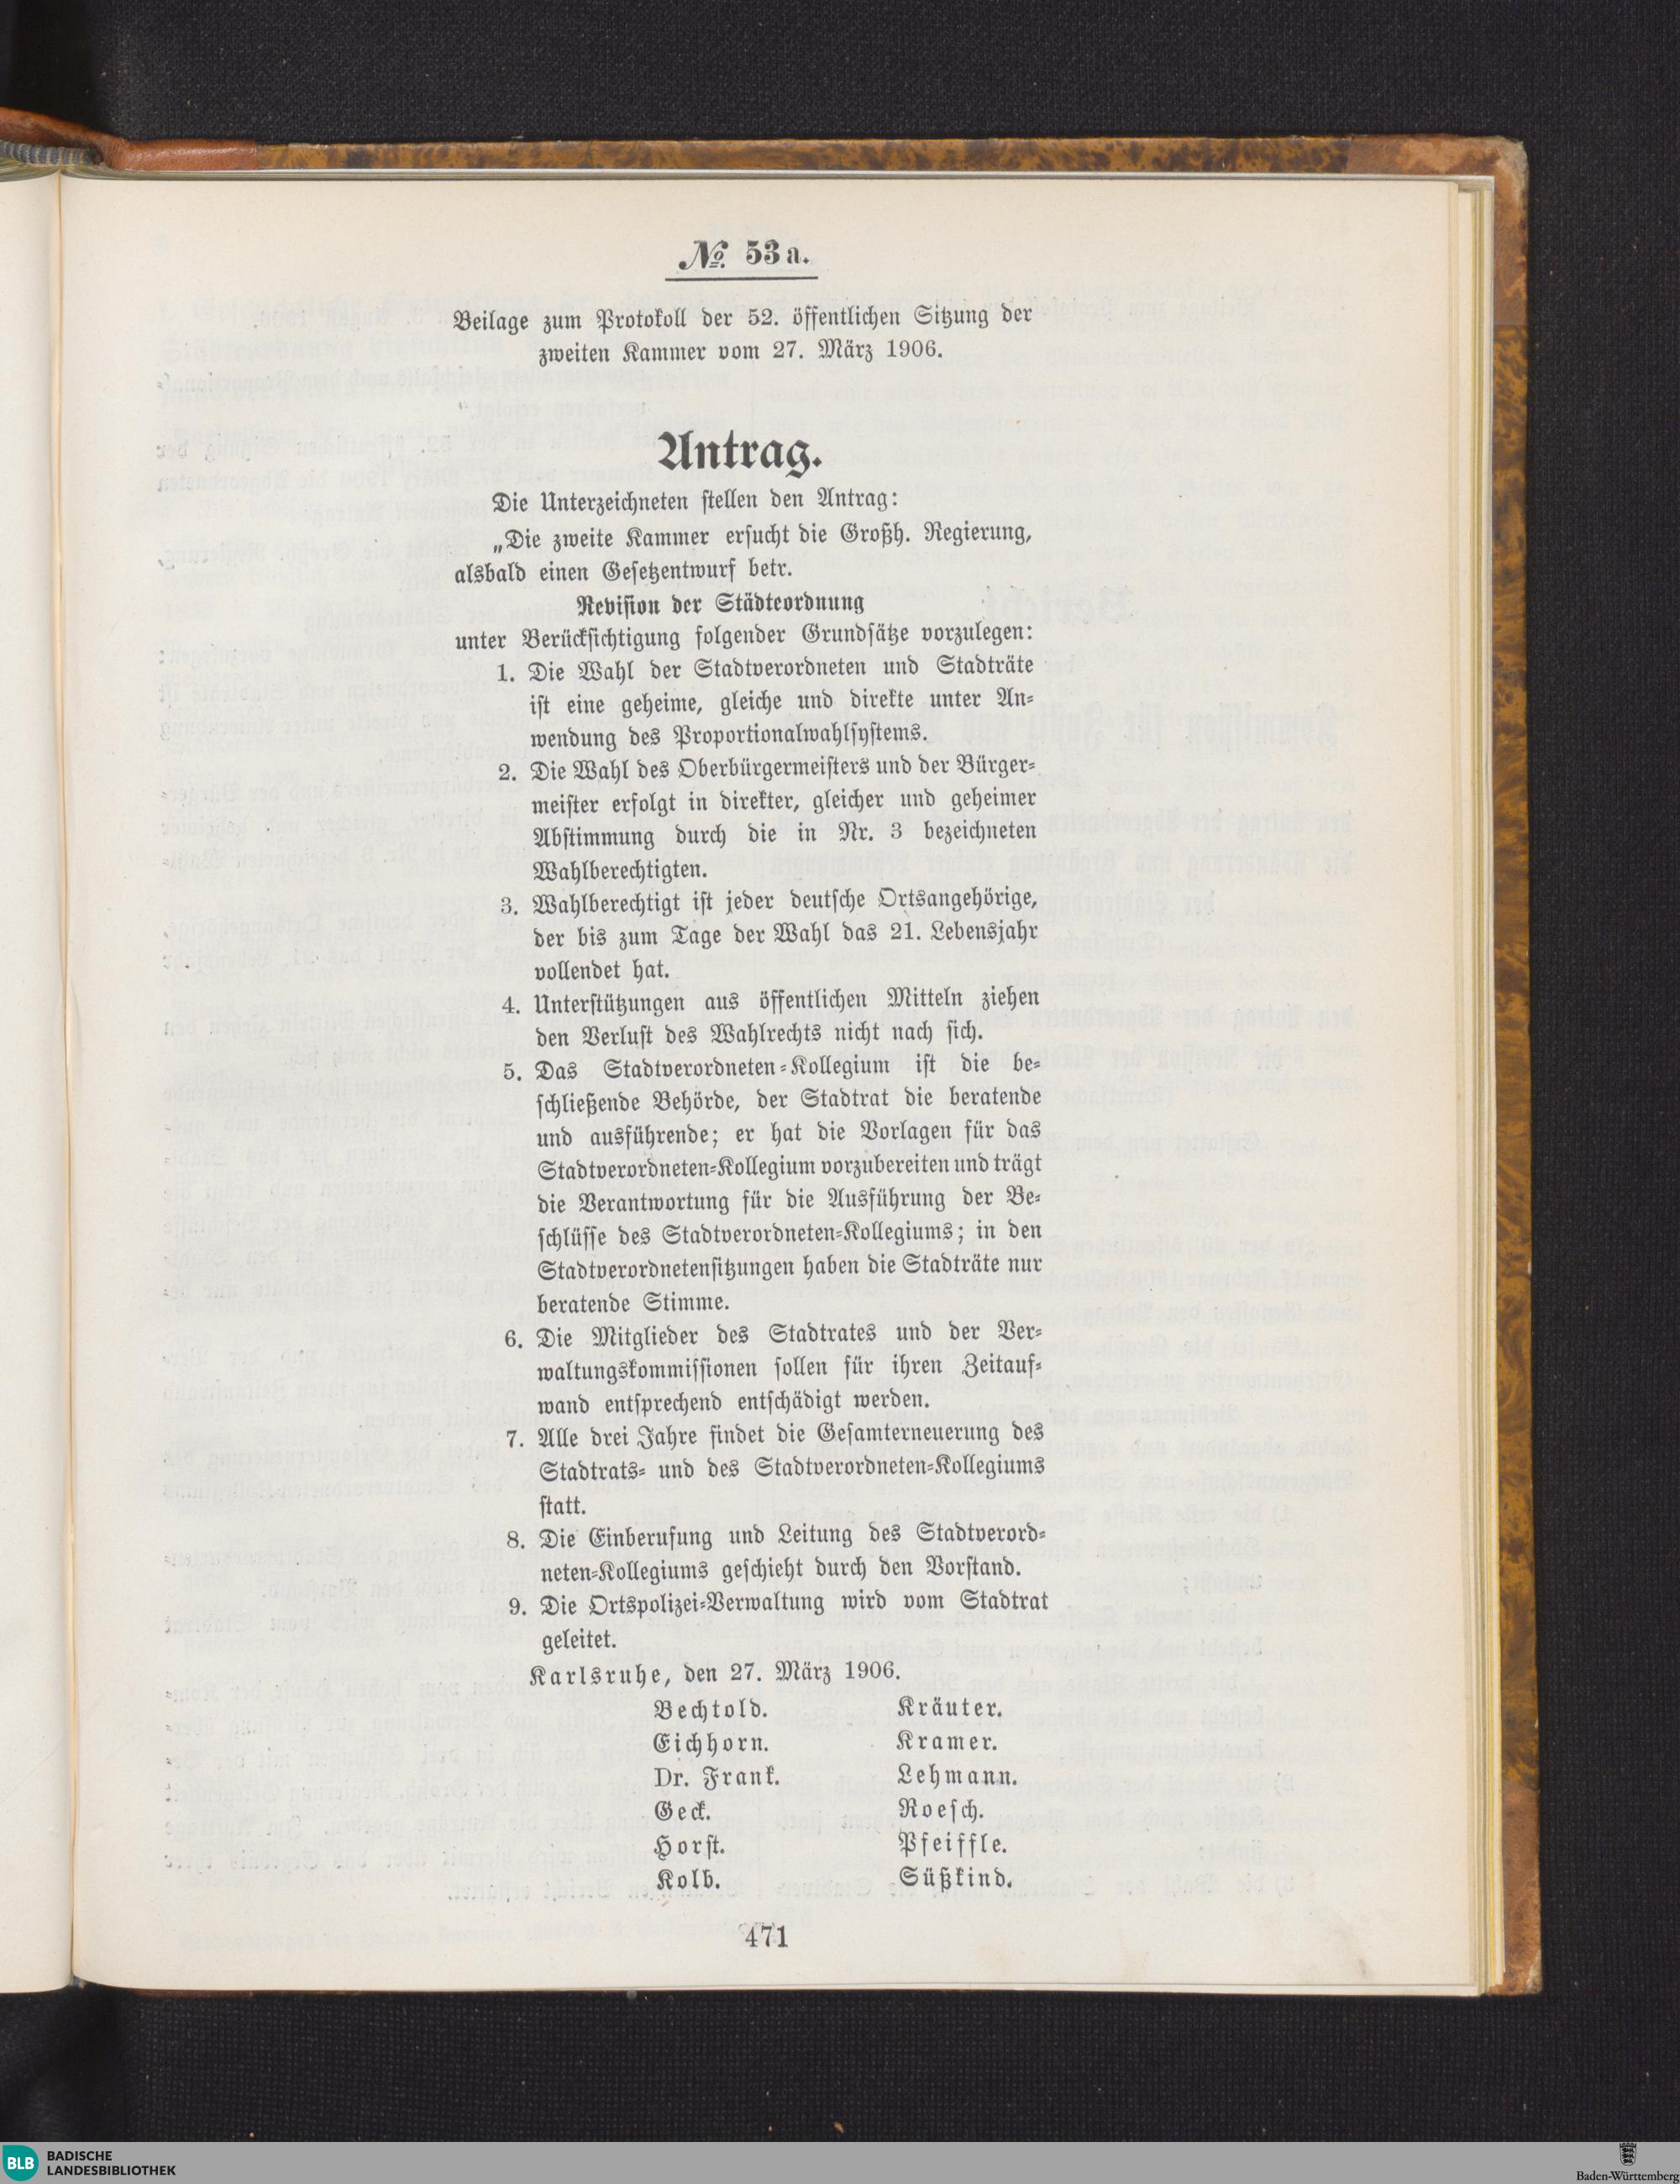 № 53 a.
Beilage zum Protokoll der 52. öffentlichen Sitzung der
zweiten Kammer vom 27. März 1906.
Antrag.
Die Unterzeichneten stellen den Antrag:
„Die zweite Kammer ersucht die Großh. Regierung,
alsbald einen Gesetzentwurf betr.
Revision der Städteordnung
unter Berücksichtigung folgender Grundsätze vorzulegen:
1. Die Wahl der Stadtverordneten und Stadträte
ist eine geheime, gleiche und direkte unter An-
wendung des Proportionalwahlsystems.
2. Die Wahl des Oberbürgermeisters und der Bürger-
meister erfolgt in direkter, gleicher und geheimer
Abstimmung durch die in Nr. 3 bezeichneten
Wahlberechtigten.
3. Wahlberechtigt ist jeder deutsche Ortsangehörige,
der bis zum Tage der Wahl das 21. Lebensjahr
vollendet hat.
4. Unterstützungen aus öffentlichen Mitteln ziehen
den Verlust des Wahlrechts nicht nach sich.
5. Das Stadtverordneten-Kollegium ist die be-
schließende Behörde, der Stadtrat die beratende
und ausführende; er hat die Vorlagen für das
Stadtverordneten-Kollegium vorzubereiten und trägt
die Verantwortung für die Ausführung der Be-
schlüsse des Stadtverordneten-Kollegiums; in den
Stadtverordnetensitzungen haben die Stadträte nur
beratende Stimme.
6. Die Mitglieder des Stadtrates und der Ver-
waltungskommissionen sollen für ihren Zeitauf-
wand entsprechend entschädigt werden.
7. Alle drei Jahre findet die Gesamterneuerung des
Stadtrats- und des Stadtverordneten-Kollegiums
statt.
8. Die Einberufung und Leitung des Stadtverord-
neten-Kollegiums geschieht durch den Vorstand.
9. Die Ortspolizei-Verwaltung wird vom Stadtrat
geleitet.
Karlsruhe, den 27. März 1906.
Bechtold. Kräuter.
Eichhorn. Kramer.
Dr. Frank. Lehmann.
Geck. Roesch.
Horst. Pfeiffle.
Kolb. Süßkind.
471
BLB BADISCHE
LANDESBIBLIOTHEK
Baden-Württemberg